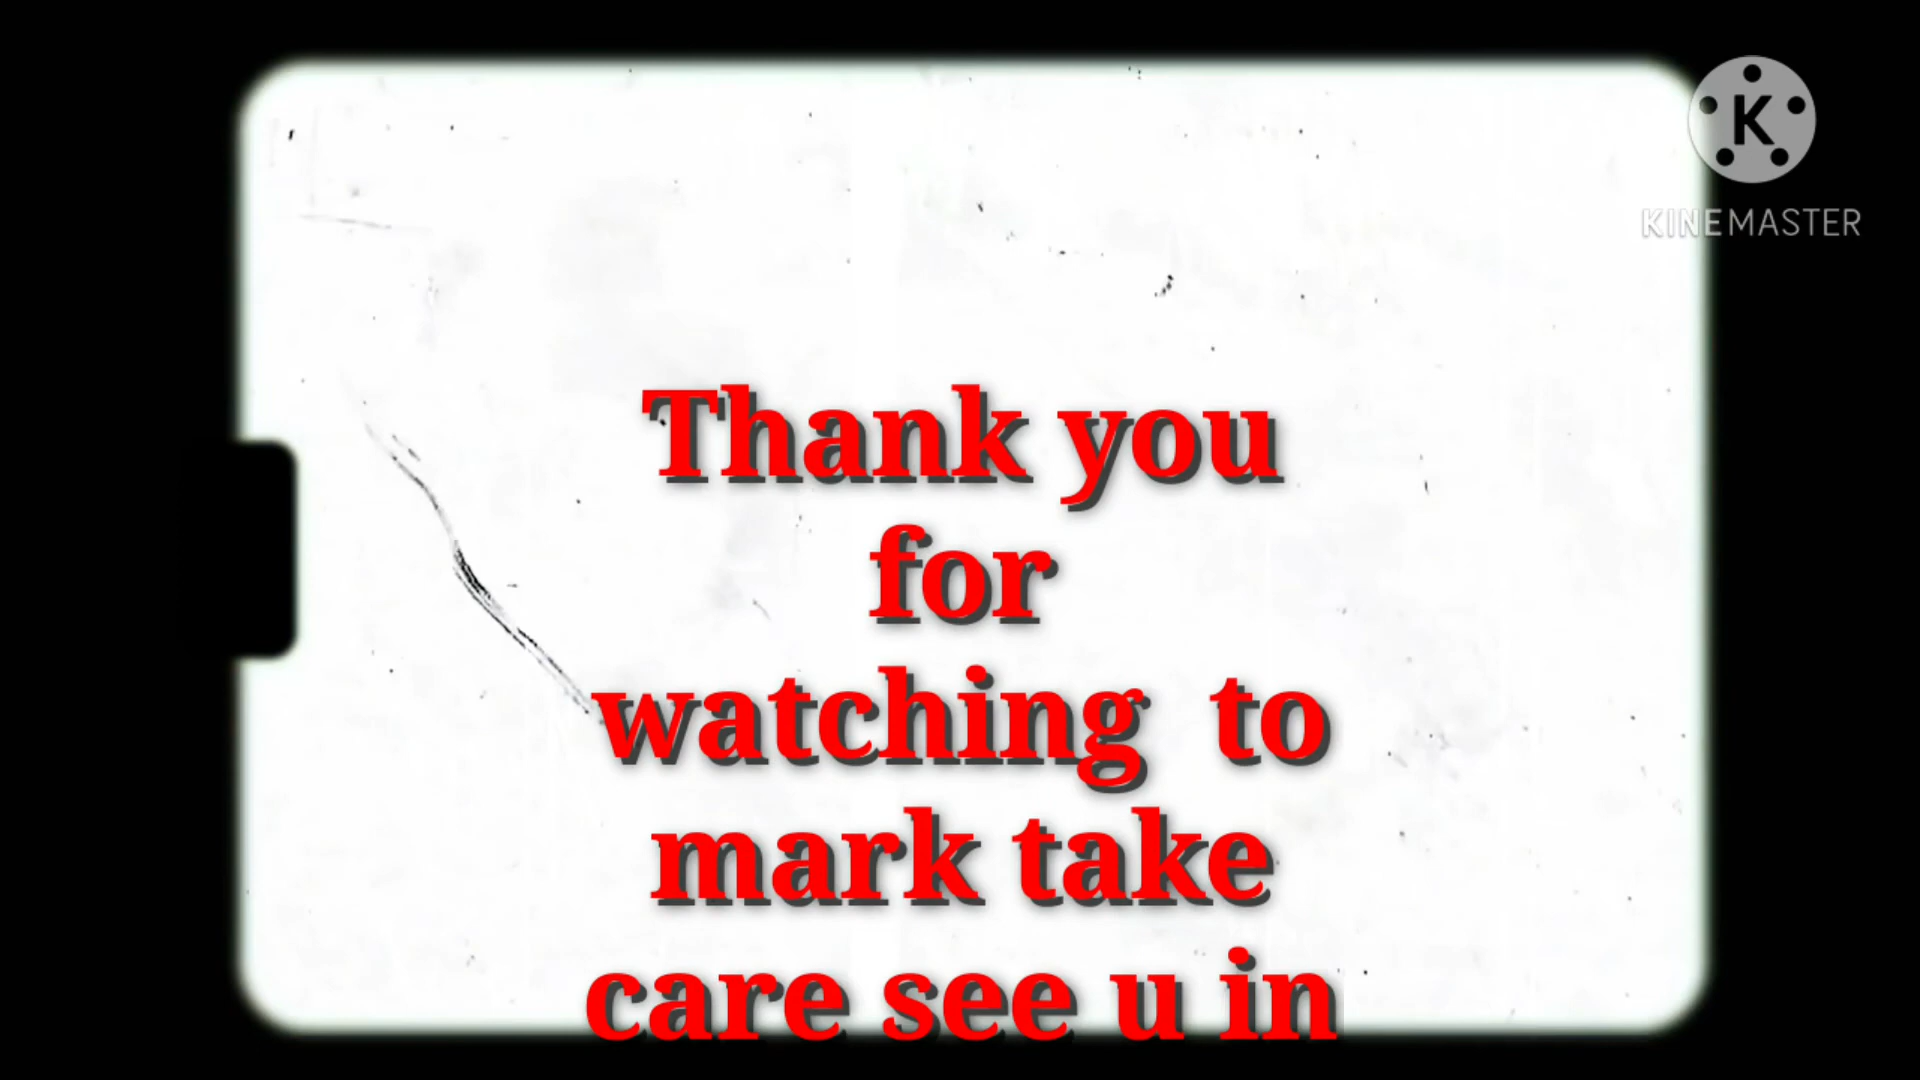 K
KINEMASTER
Thank you
for
watching  to
mark take
care see u in